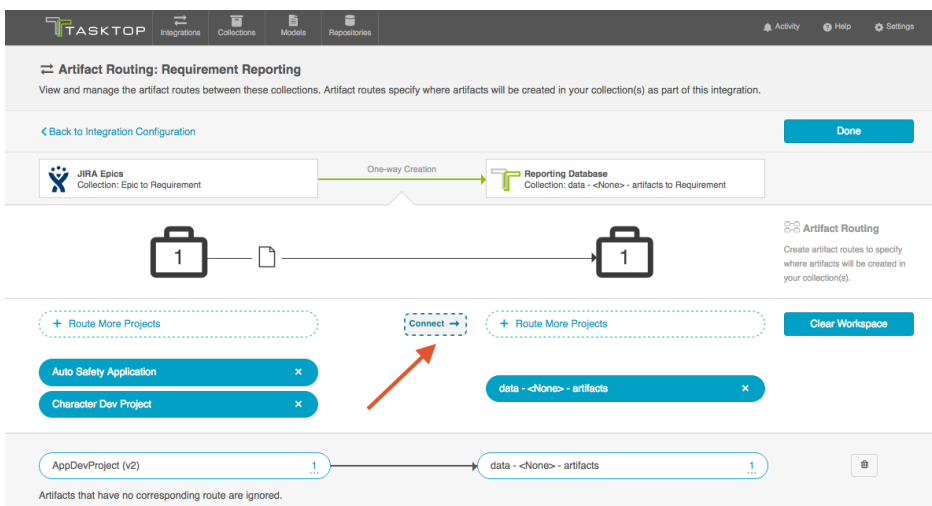 TASKTOP
Integrations
Collections
Models
Repositories
Activity
Help
Settings
Artifact Routing: Requirement Reporting
View and manage the artifact routes between these collections. Artifact routes specify where artifacts will be created in your collection(s) as part of this integration.
Back to Integration Configuration
Done
JIRA Epics
Collection: Epic to Requirement
One-way Creation
Reporting Database
Collection: data - <None> - artifacts to Requirement
1
1
Artifact Routing
Create artifact routes to specify
where artifacts will be created in
your collection(s).
+ Route More Projects
Connect →
+ Route More Projects
Clear Workspace
Auto Safety Application ×
Character Dev Project ×
data - <None> - artifacts ×
AppDevProject (v2) 1
data - <None> - artifacts 1
Artifacts that have no corresponding route are ignored.